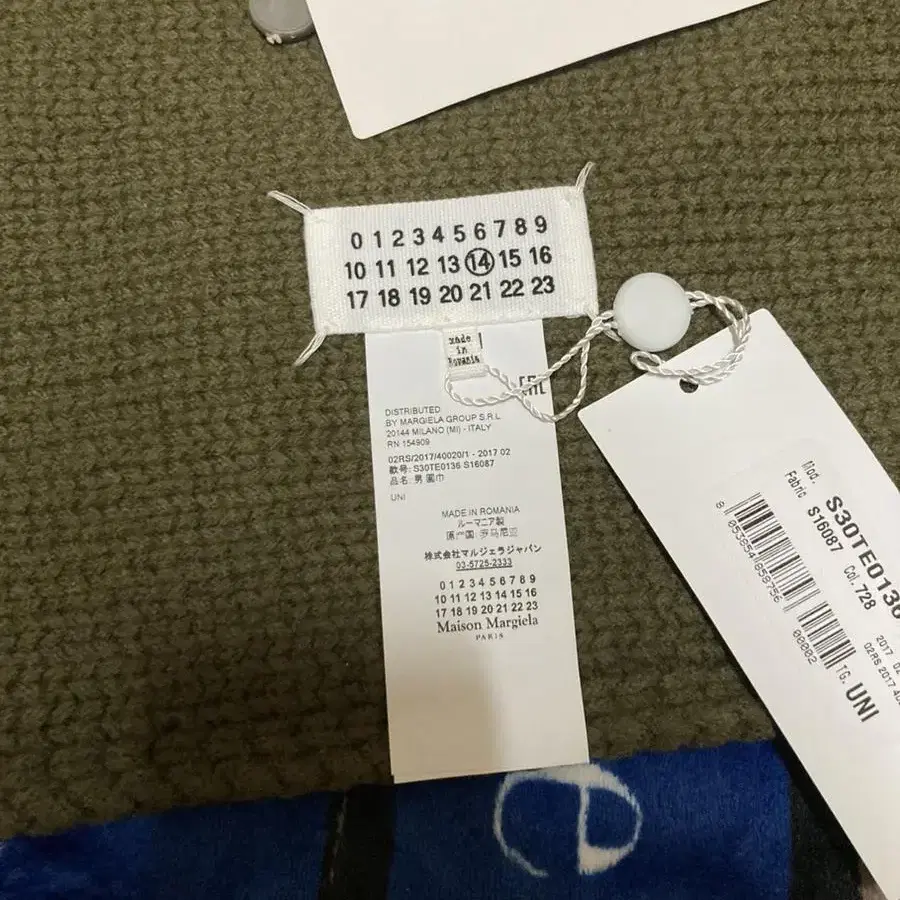 0 1 2 3 4 5 6 7 8 9
10 11 12 13 14 15 16
17 18 19 20 21 22 23
made
in
Romania
DISTRIBUTED
BY MARGIELA GROUP S.R.L
20144 MILANO (MI) - ITALY
RN 154909
02RS/2017/40020/1 - 2017 02
款号: S30TE0136 S16087
品名: 男 围巾
UNI
MADE IN ROMANIA
ルーマニア製
原产国: 罗马尼亚
株式会社マルジェラジャパン
03-5725-2333
0 1 2 3 4 5 6 7 8 9
10 11 12 13 14 15 16
17 18 19 20 21 22 23
Maison Margiela
PARIS
Mod. S30TE0136
Fabric S16087 Col. 728
2017 02
02RS 2017
8 053854 858756
00002
TG. UNI